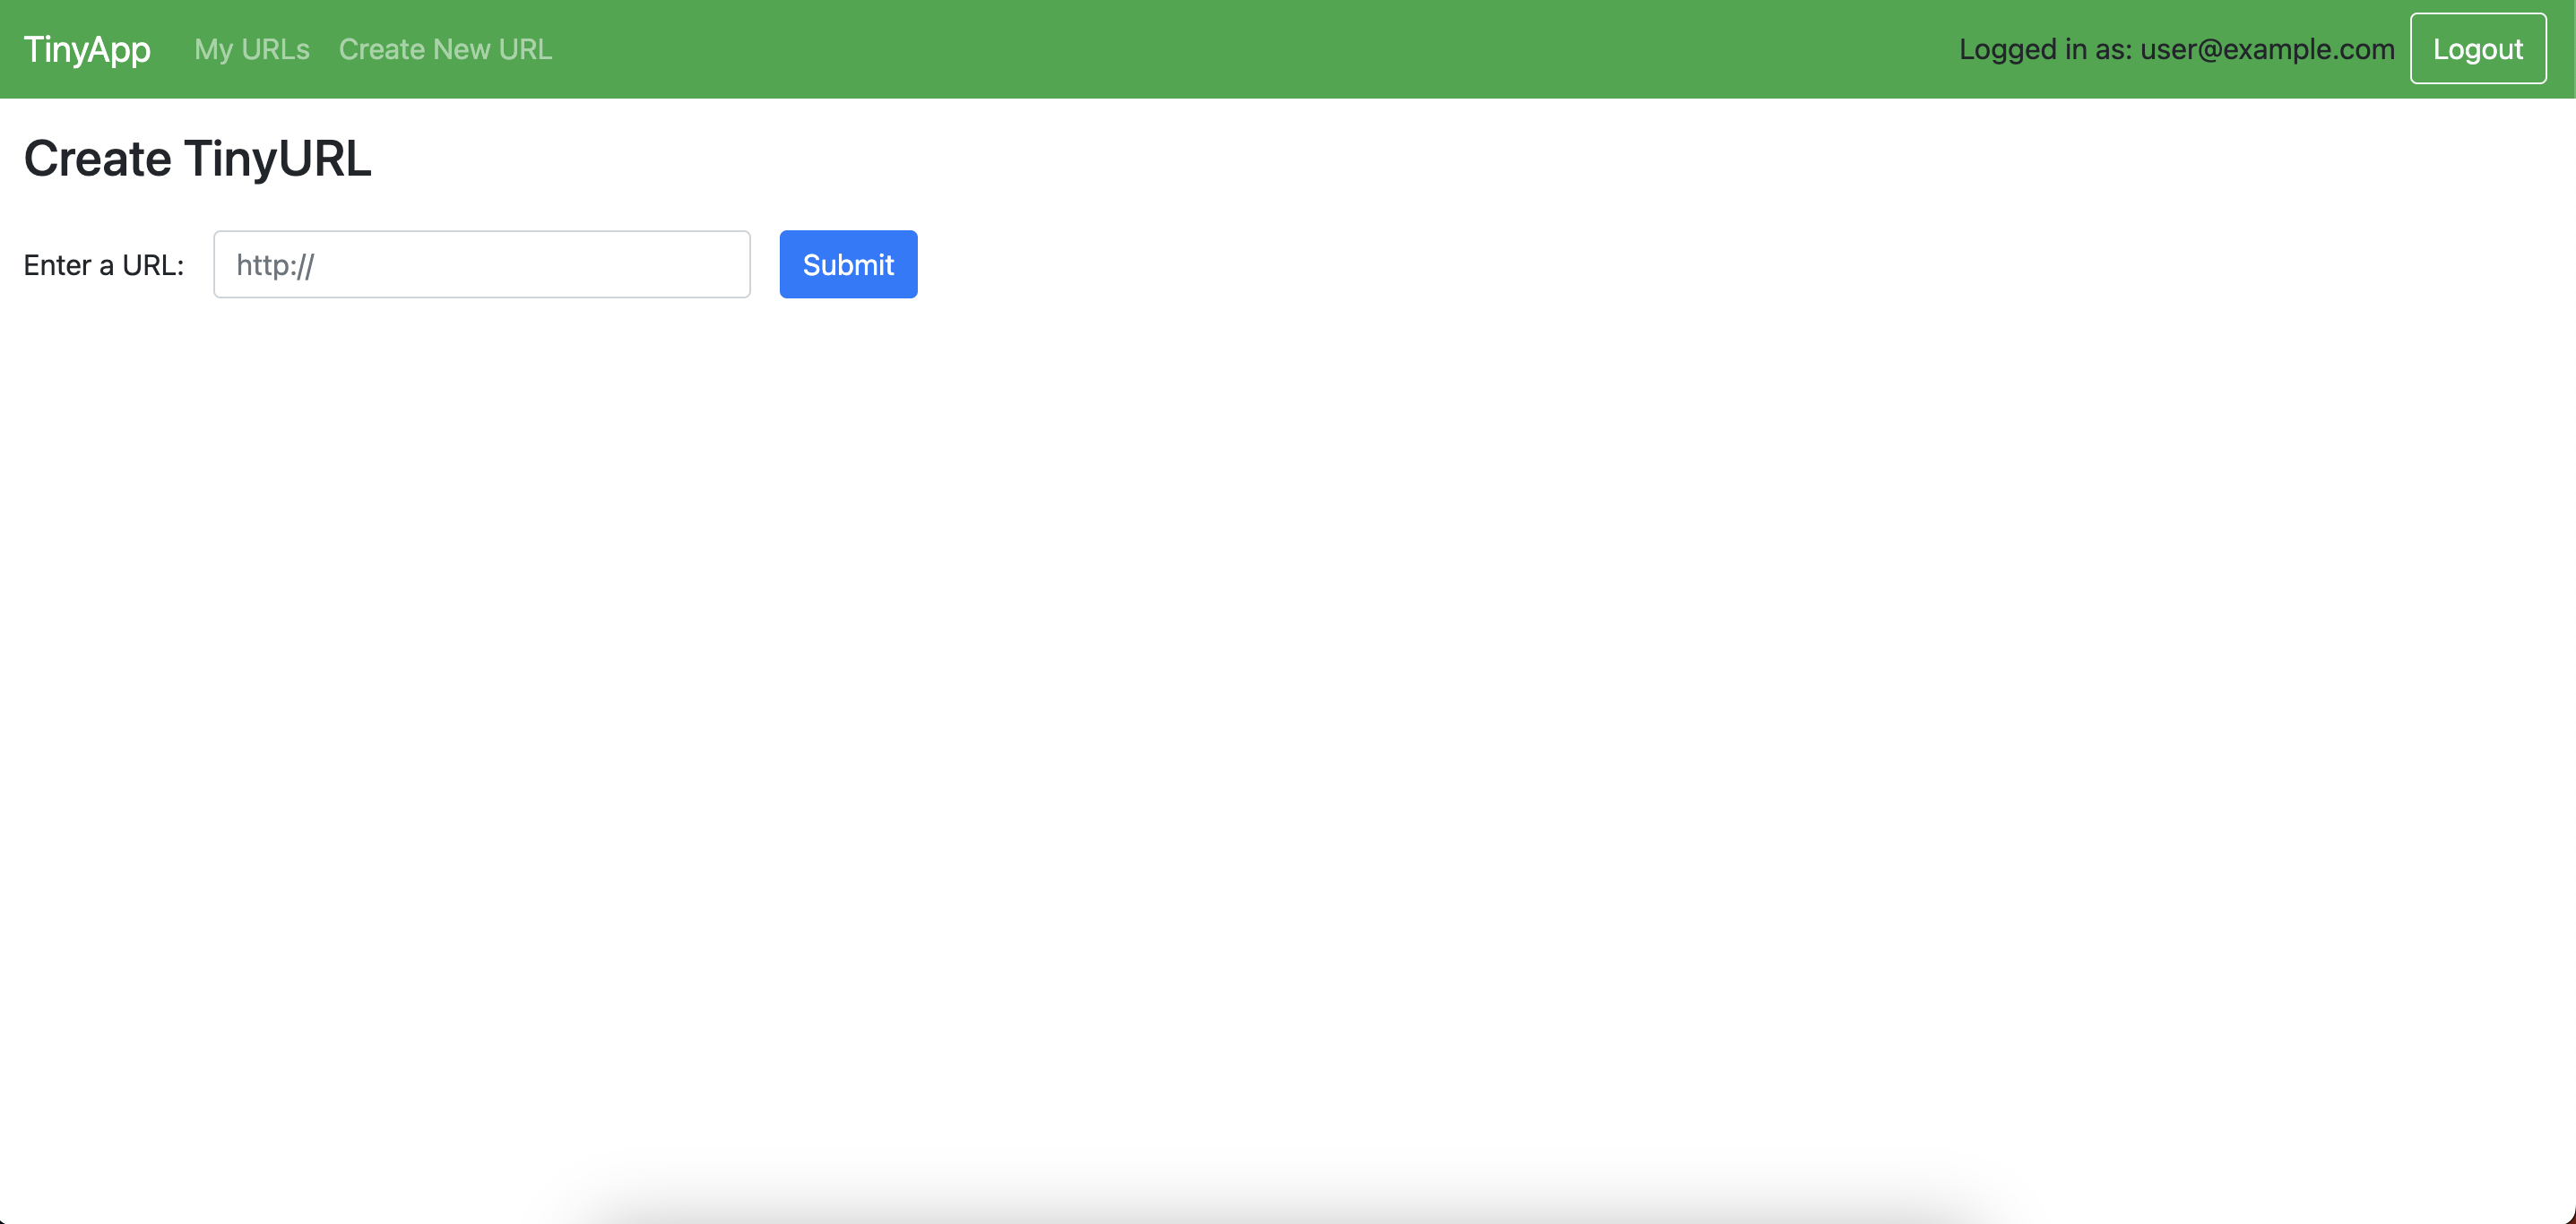 TinyApp My URLs Create New URL Logged in as: user@example.com Logout
Create TinyURL
Enter a URL: http:// Submit